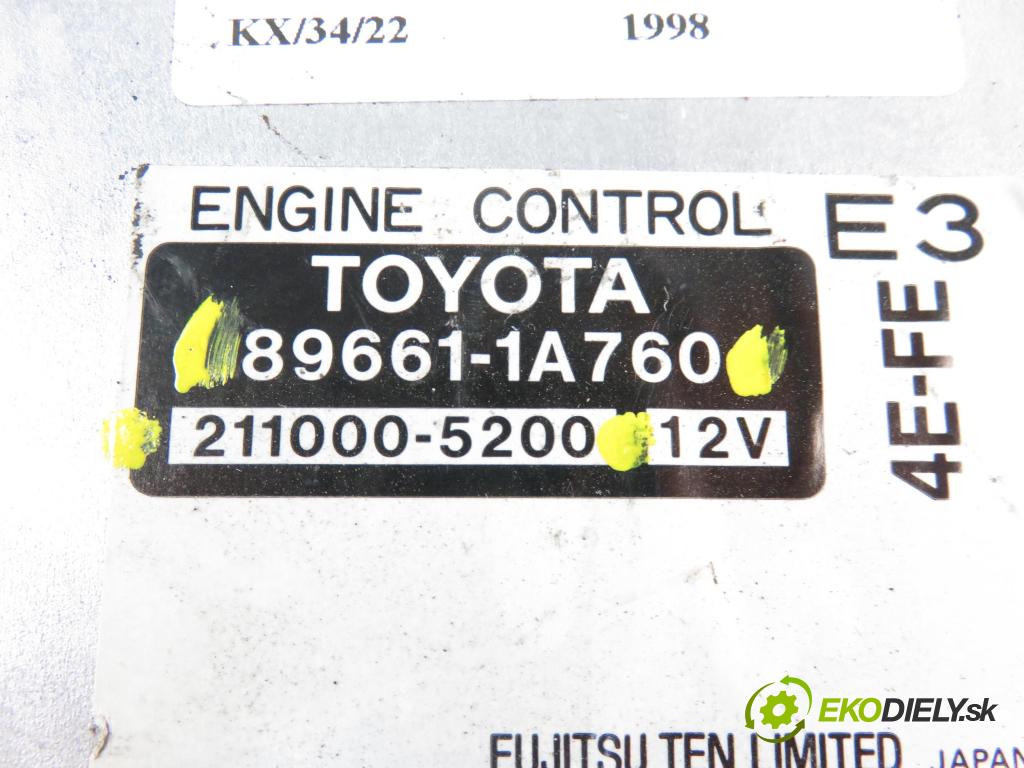 KX/34/22 1998
ENGINE CONTROL E3
TOYOTA
89661-1A760
211000-5200 12V
4E-FE
EKODIELY.sk
FUJITSU TEN LIMITED JAPAN